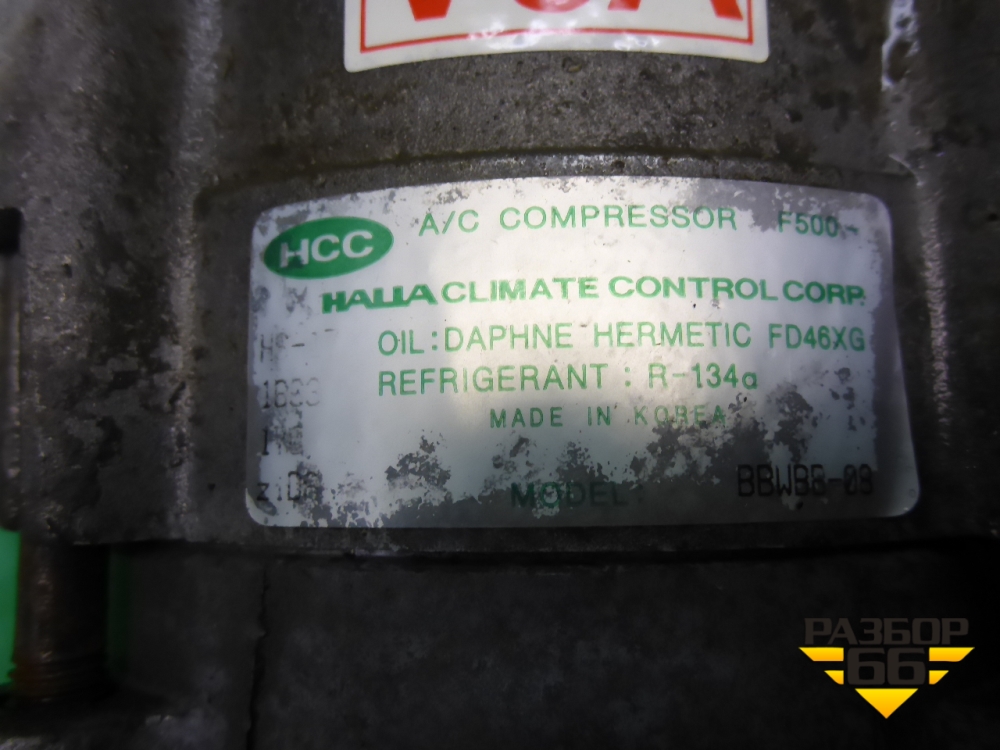 HCC
A/C COMPRESSOR F500
HALLA CLIMATE CONTROL CORP.
OIL: DAPHNE HERMETIC FD46XG
REFRIGERANT : R-134a
MADE IN KOREA
MODEL:
РАЗБОР
66